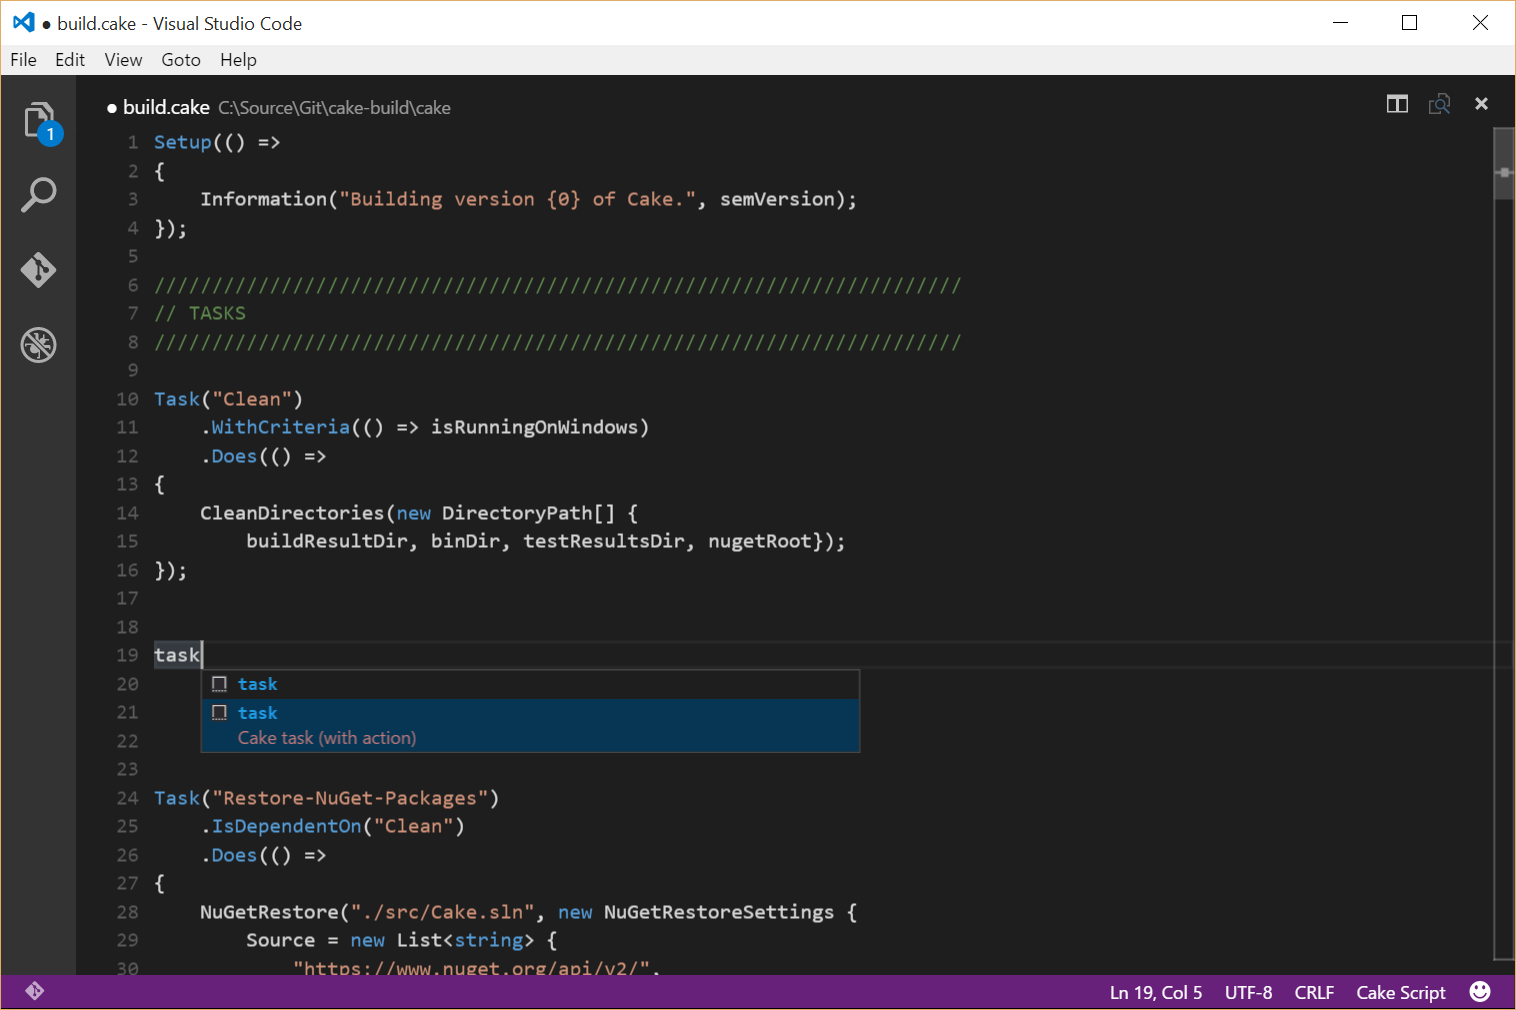 ● build.cake - Visual Studio Code
File Edit View Goto Help
1
● build.cake C:\Source\Git\cake-build\cake
1 Setup(() =>
2 {
3     Information("Building version {0} of Cake.", semVersion);
4 });
5
6 //////////////////////////////////////////////////////////////////////
7 // TASKS
8 //////////////////////////////////////////////////////////////////////
9
10 Task("Clean")
11     .WithCriteria(() => isRunningOnWindows)
12     .Does(() =>
13 {
14     CleanDirectories(new DirectoryPath[] {
15         buildResultDir, binDir, testResultsDir, nugetRoot});
16 });
17
18
19 task
20 task
21 task
22 Cake task (with action)
23
24 Task("Restore-NuGet-Packages")
25     .IsDependentOn("Clean")
26     .Does(() =>
27 {
28     NuGetRestore("./src/Cake.sln", new NuGetRestoreSettings {
29         Source = new List<string> {
30             "https://www.nuget.org/api/v2/",
Ln 19, Col 5 UTF-8 CRLF Cake Script